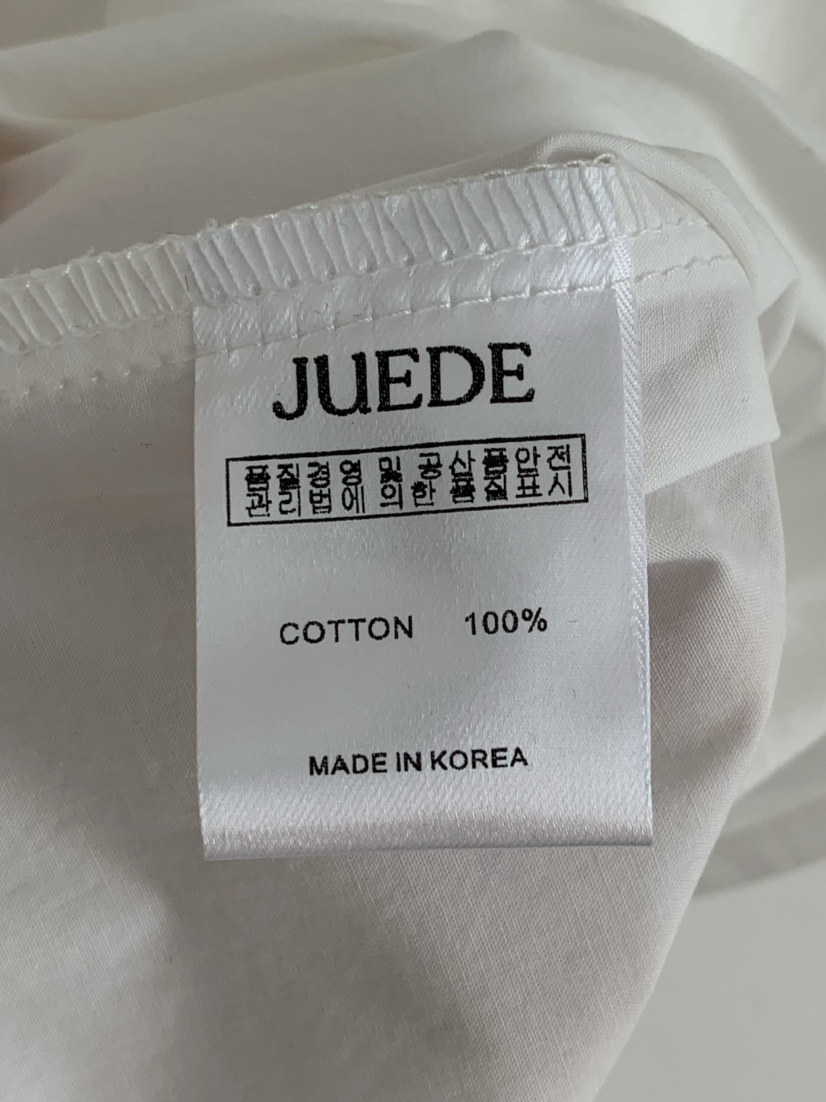 JUEDE
품질경영 및 공산품안전
관리법에 의한 품질표시
COTTON 100%
MADE IN KOREA